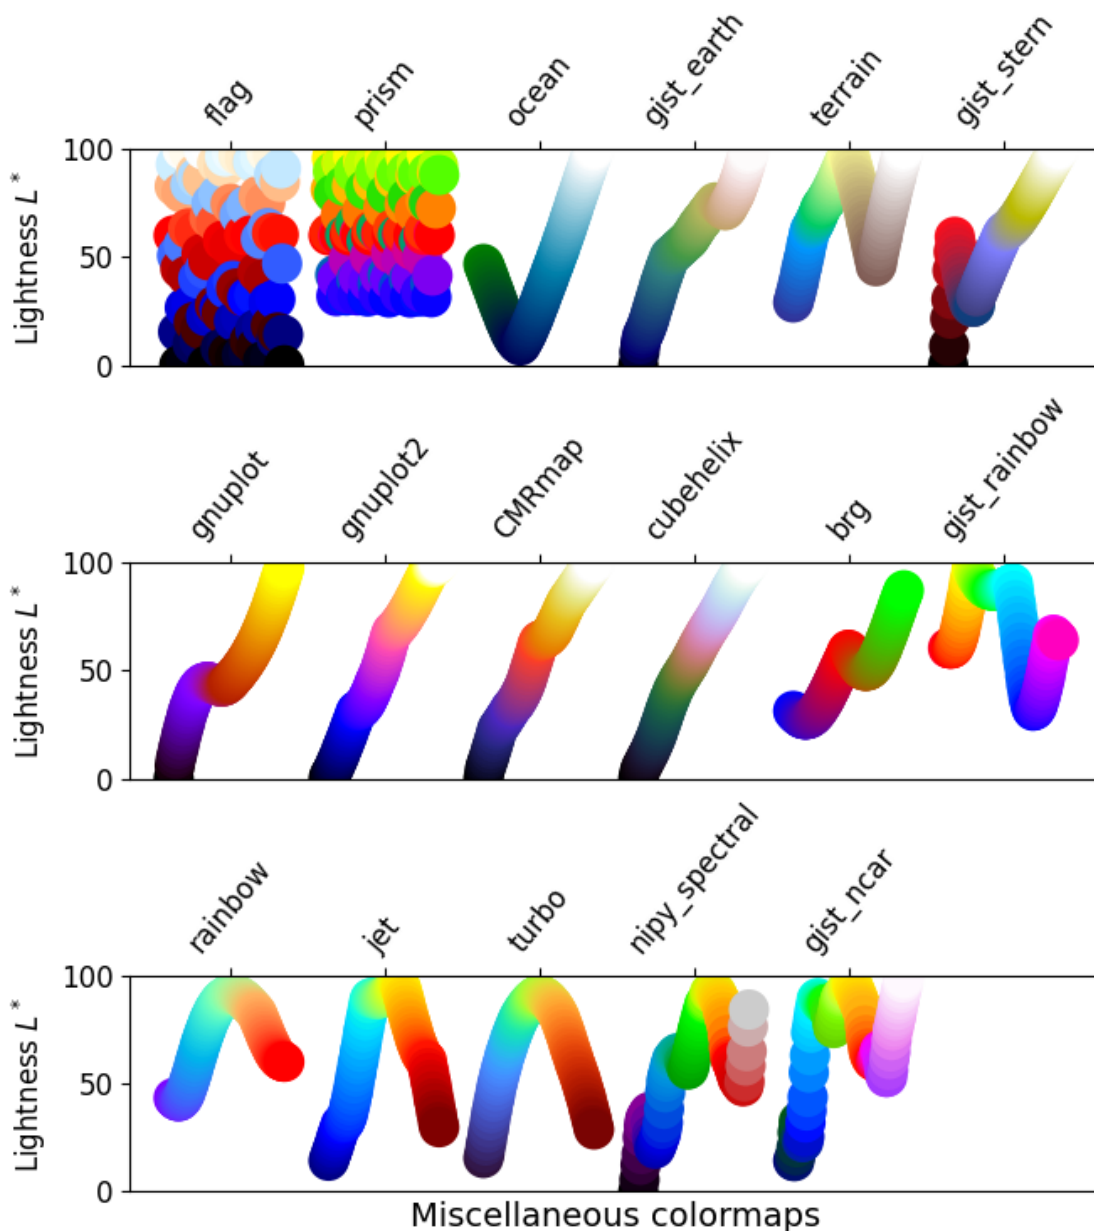 flag prism ocean gist_earth terrain gist_stern
100
50
0
Lightness L*
gnuplot gnuplot2 CMRmap cubehelix brg gist_rainbow
100
50
0
Lightness L*
rainbow jet turbo nipy_spectral gist_ncar
100
50
0
Lightness L*
Miscellaneous colormaps